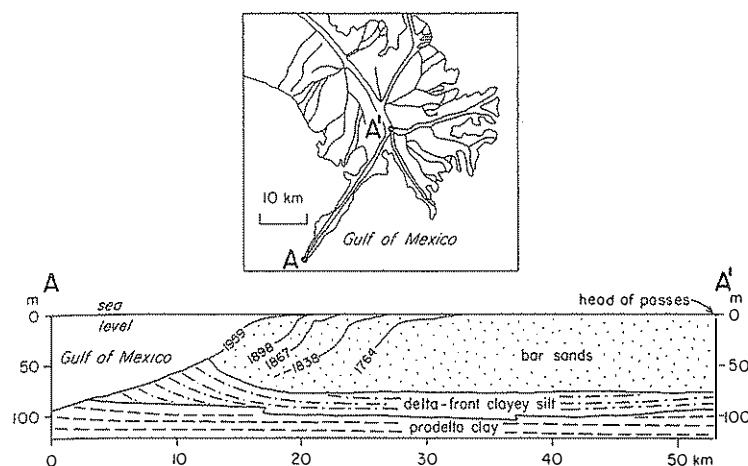 A'
10 km
Gulf of Mexico
A
A
A'
m
sea
level
head of passes
m
0
0
Gulf of Mexico
1959
1898
1867
1838
1764
bar sands
50
50
delta-front clayey silt
100
100
prodelta clay
0
10
20
30
40
50 km